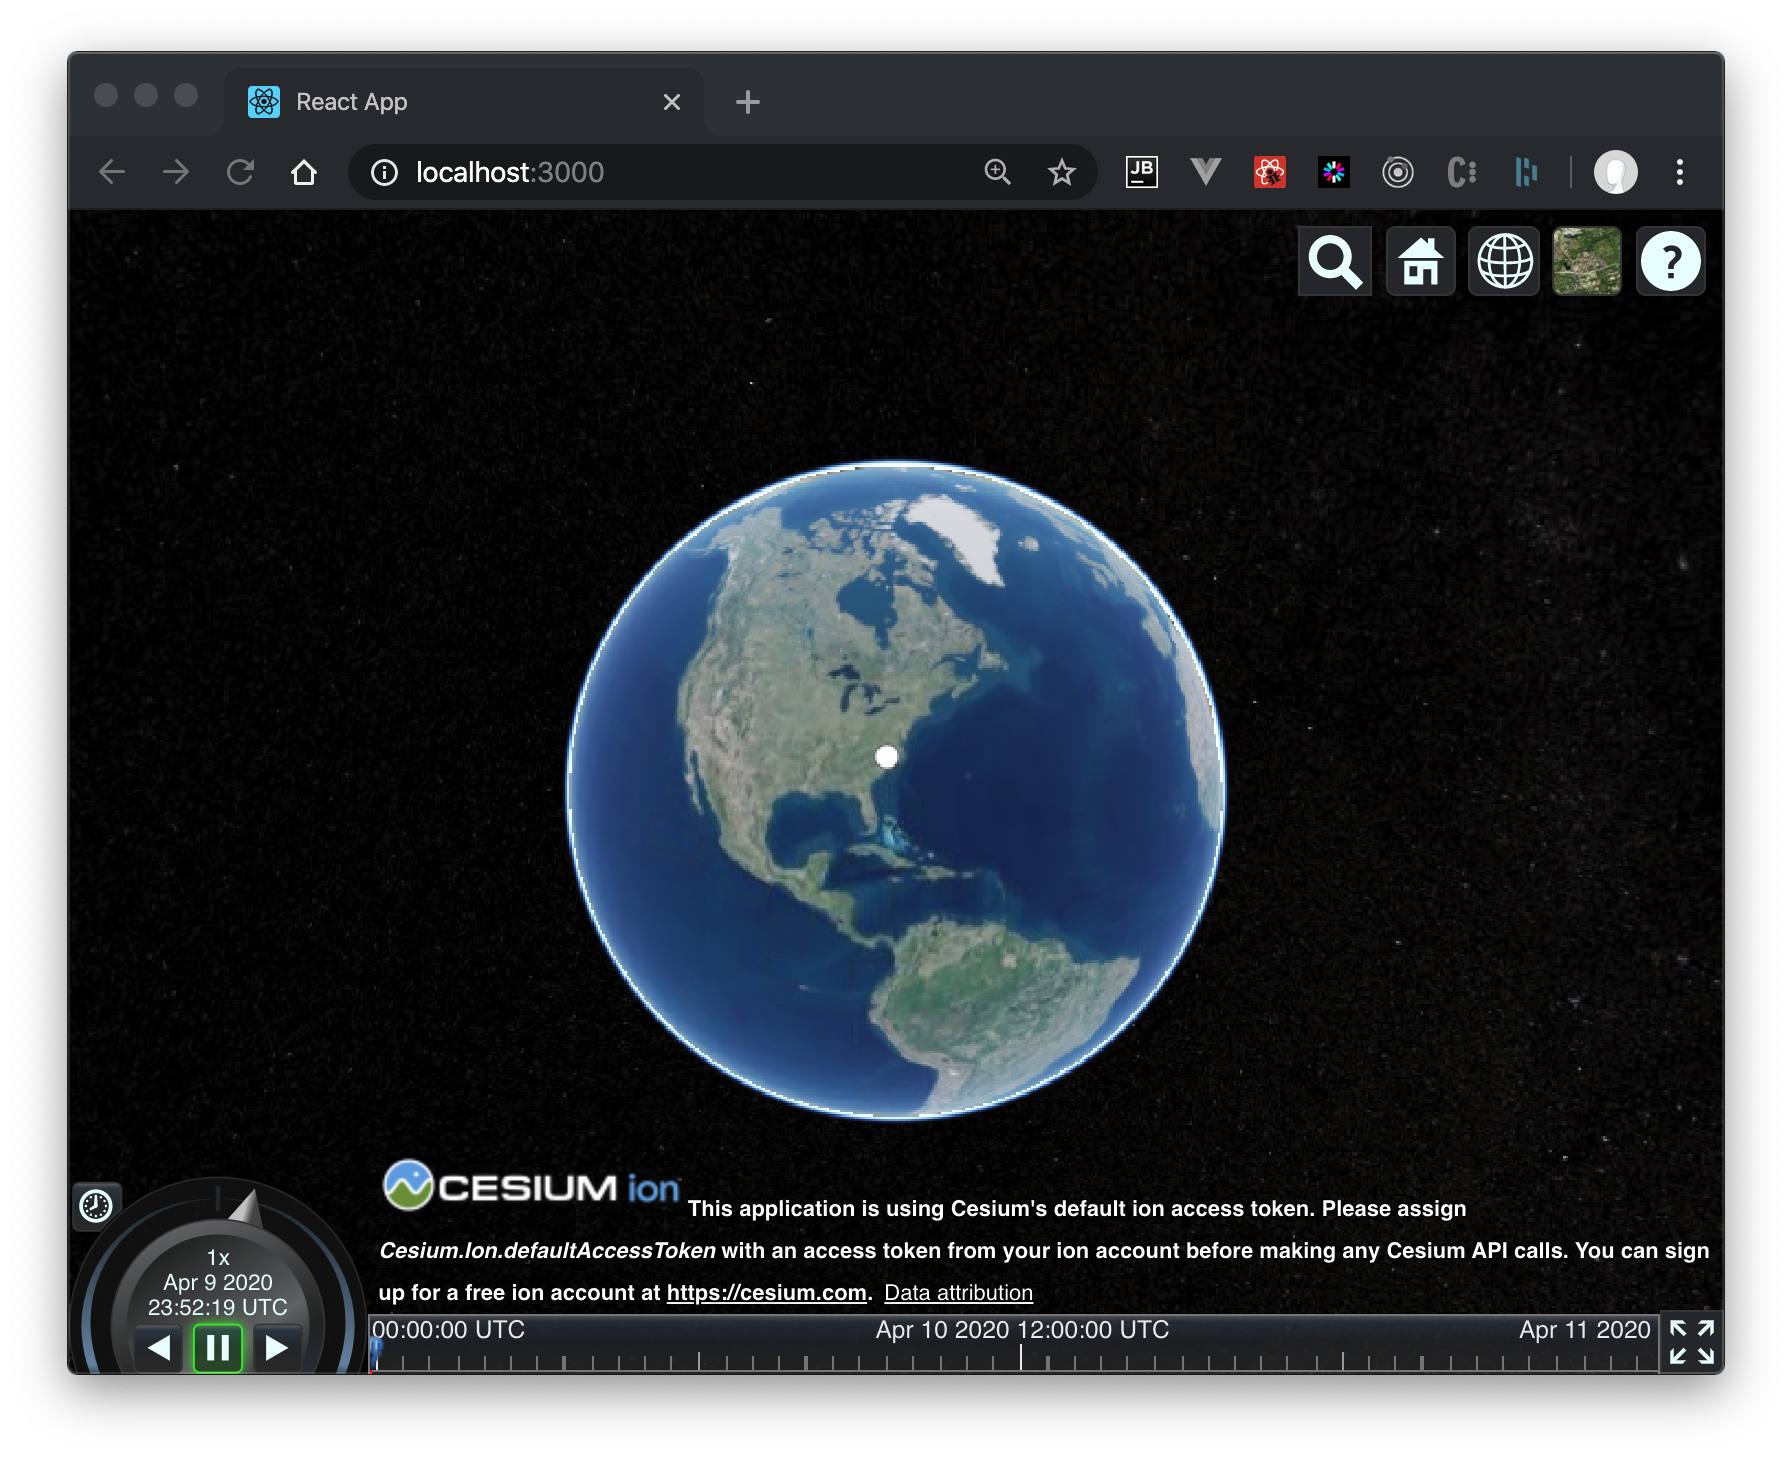 React App
localhost:3000
JB
C:
?
CESIUM ion This application is using Cesium's default ion access token. Please assign
Cesium.Ion.defaultAccessToken with an access token from your ion account before making any Cesium API calls. You can sign
up for a free ion account at https://cesium.com. Data attribution
1x
Apr 9 2020
23:52:19 UTC
00:00:00 UTC
Apr 10 2020 12:00:00 UTC
Apr 11 2020